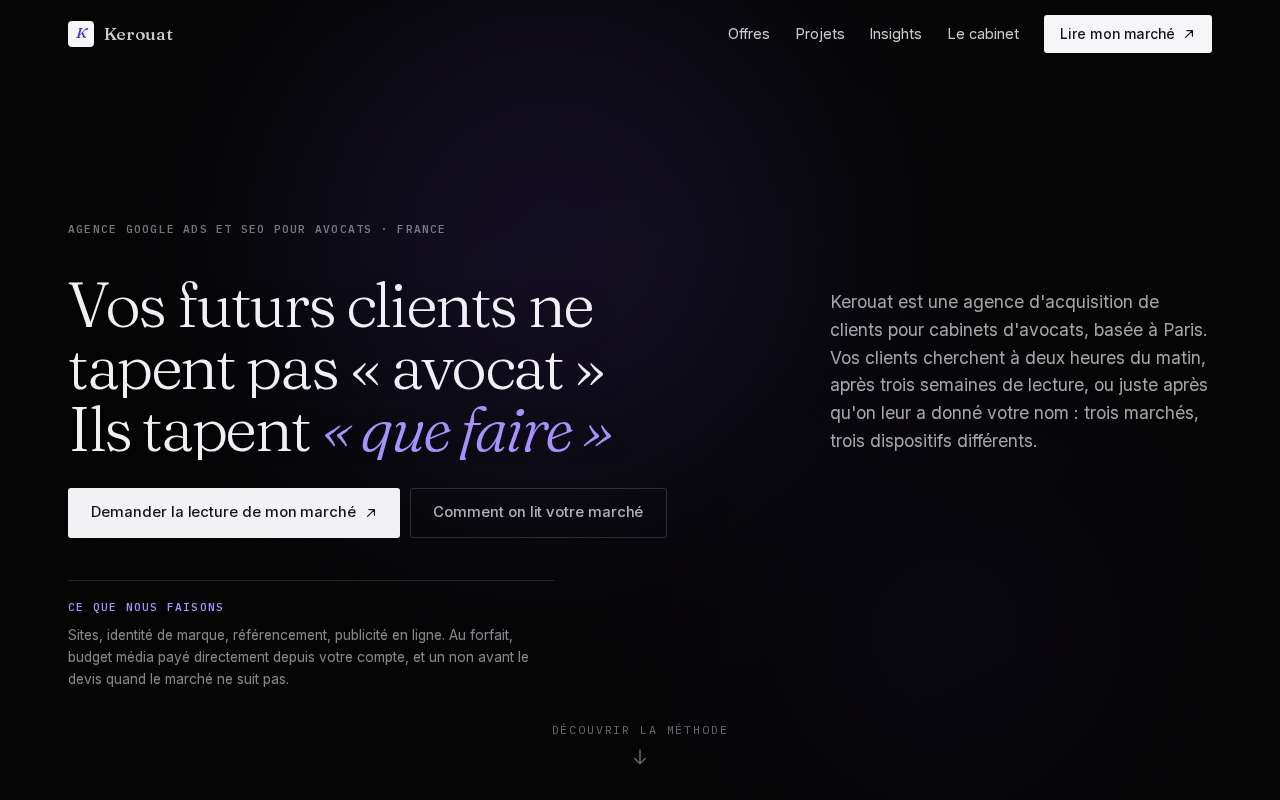 K Kerouat
Offres Projets Insights Le cabinet Lire mon marché ↗
AGENCE GOOGLE ADS ET SEO POUR AVOCATS · FRANCE
Vos futurs clients ne
tapent pas « avocat »
Ils tapent « que faire »
Kerouat est une agence d'acquisition de
clients pour cabinets d'avocats, basée à Paris.
Vos clients cherchent à deux heures du matin,
après trois semaines de lecture, ou juste après
qu'on leur a donné votre nom : trois marchés,
trois dispositifs différents.
Demander la lecture de mon marché ↗
Comment on lit votre marché
CE QUE NOUS FAISONS
Sites, identité de marque, référencement, publicité en ligne. Au forfait,
budget média payé directement depuis votre compte, et un non avant le
devis quand le marché ne suit pas.
DÉCOUVRIR LA MÉTHODE
↓